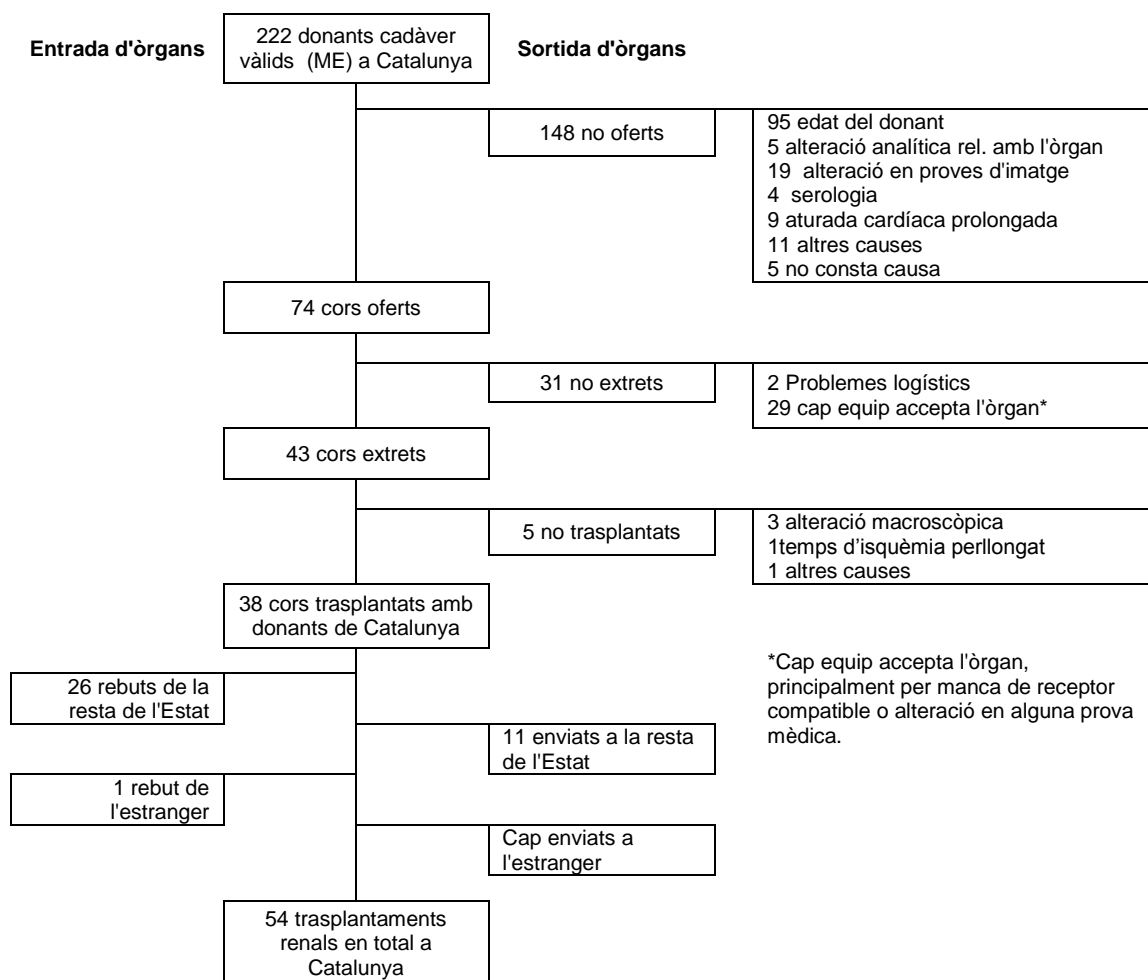 Entrada d'òrgans
222 donants cadàver
vàlids (ME) a Catalunya
Sortida d'òrgans
148 no oferts
95 edat del donant
5 alteració analítica rel. amb l'òrgan
19 alteració en proves d'imatge
4 serologia
9 aturada cardíaca prolongada
11 altres causes
5 no consta causa
74 cors oferts
31 no extrets
2 Problemes logístics
29 cap equip accepta l'òrgan*
43 cors extrets
5 no trasplantats
3 alteració macroscòpica
1temps d’isquèmia perllongat
1 altres causes
38 cors trasplantats amb
donants de Catalunya
*Cap equip accepta l'òrgan,
principalment per manca de receptor
compatible o alteració en alguna prova
mèdica.
26 rebuts de la
resta de l'Estat
11 enviats a la resta
de l'Estat
1 rebut de
l'estranger
Cap enviats a
l'estranger
54 trasplantaments
renals en total a
Catalunya